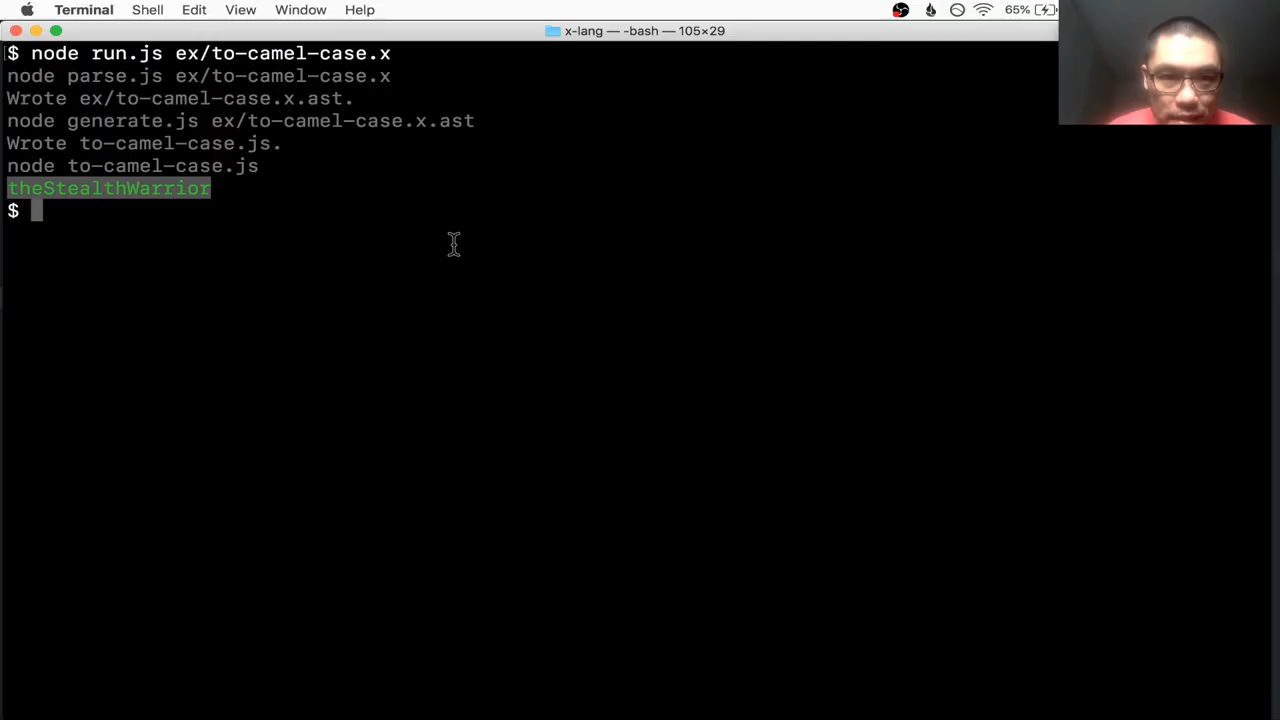 Terminal Shell Edit View Window Help 65%
x-lang — -bash — 105×29
$ node run.js ex/to-camel-case.x
node parse.js ex/to-camel-case.x
Wrote ex/to-camel-case.x.ast.
node generate.js ex/to-camel-case.x.ast
Wrote to-camel-case.js.
node to-camel-case.js
theStealthWarrior
$